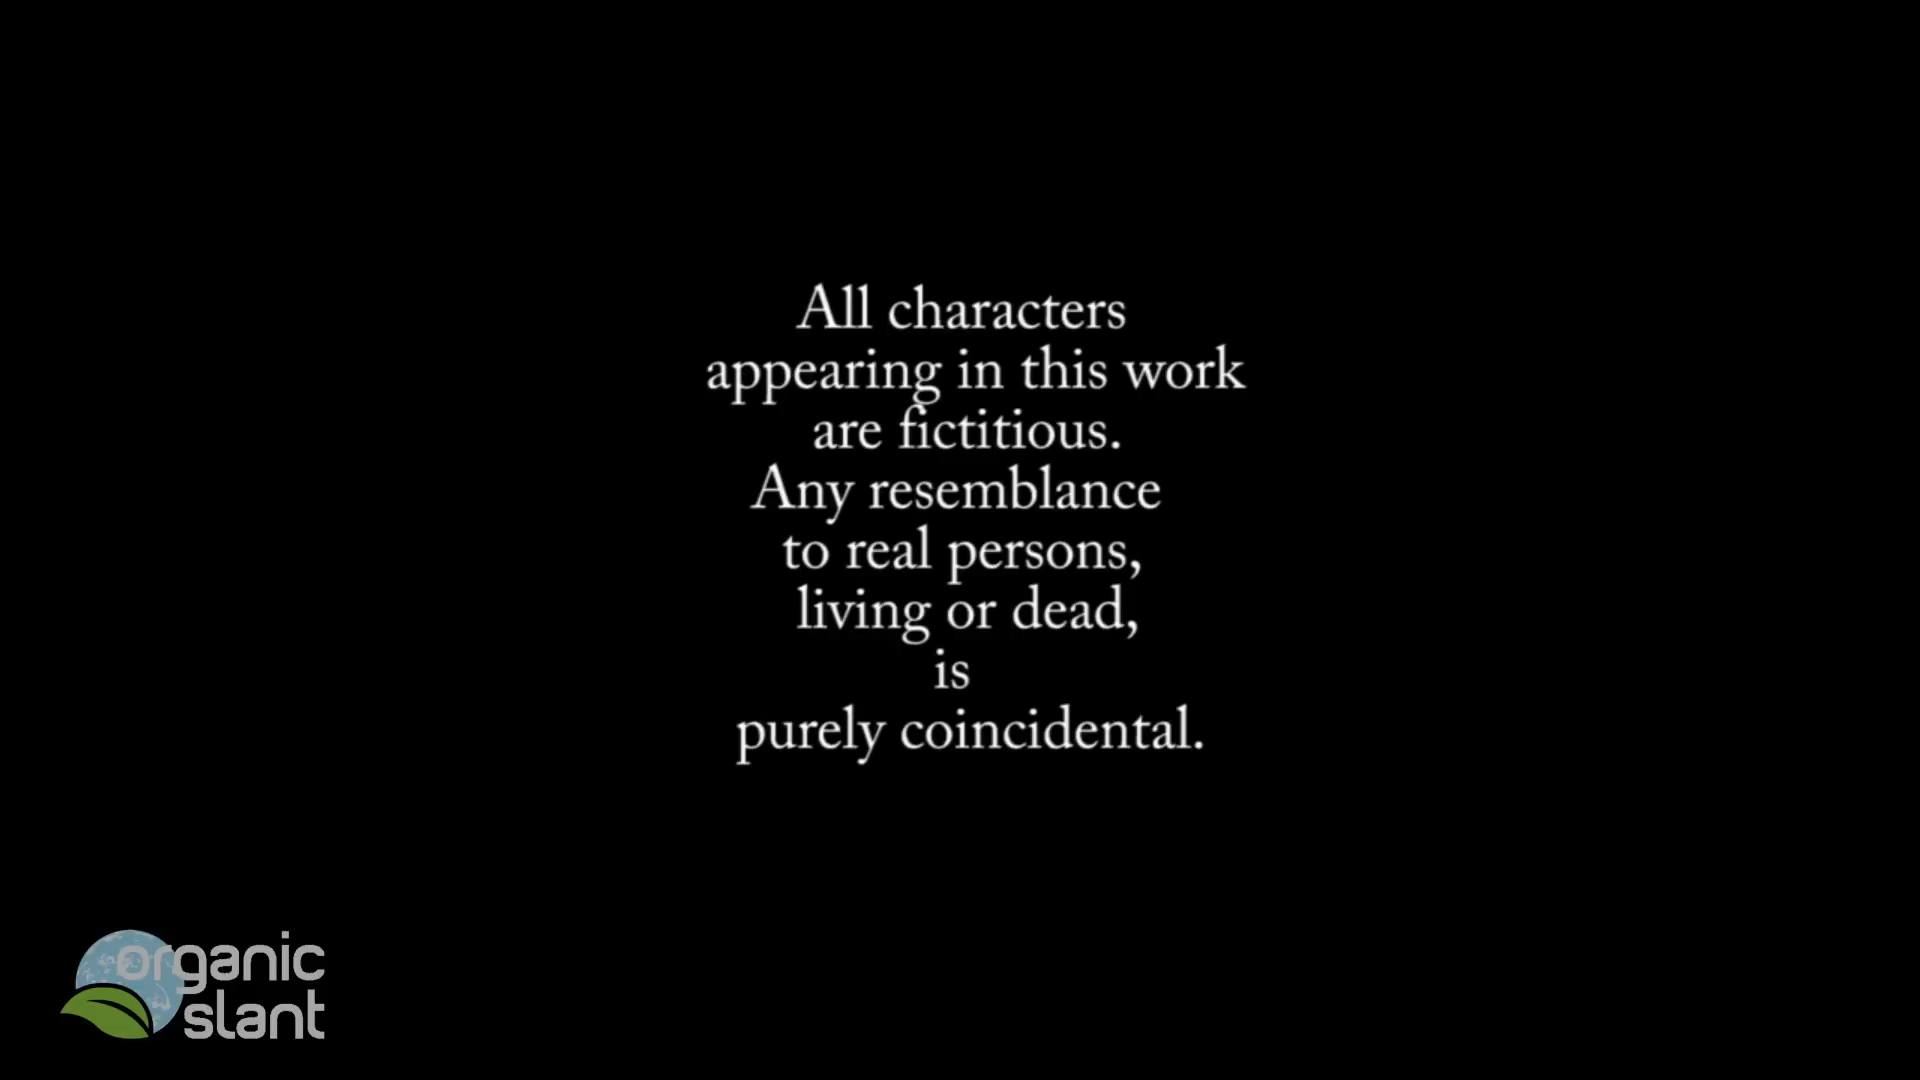 All characters
appearing in this work
are fictitious.
Any resemblance
to real persons,
living or dead,
is
purely coincidental.
organic
slant